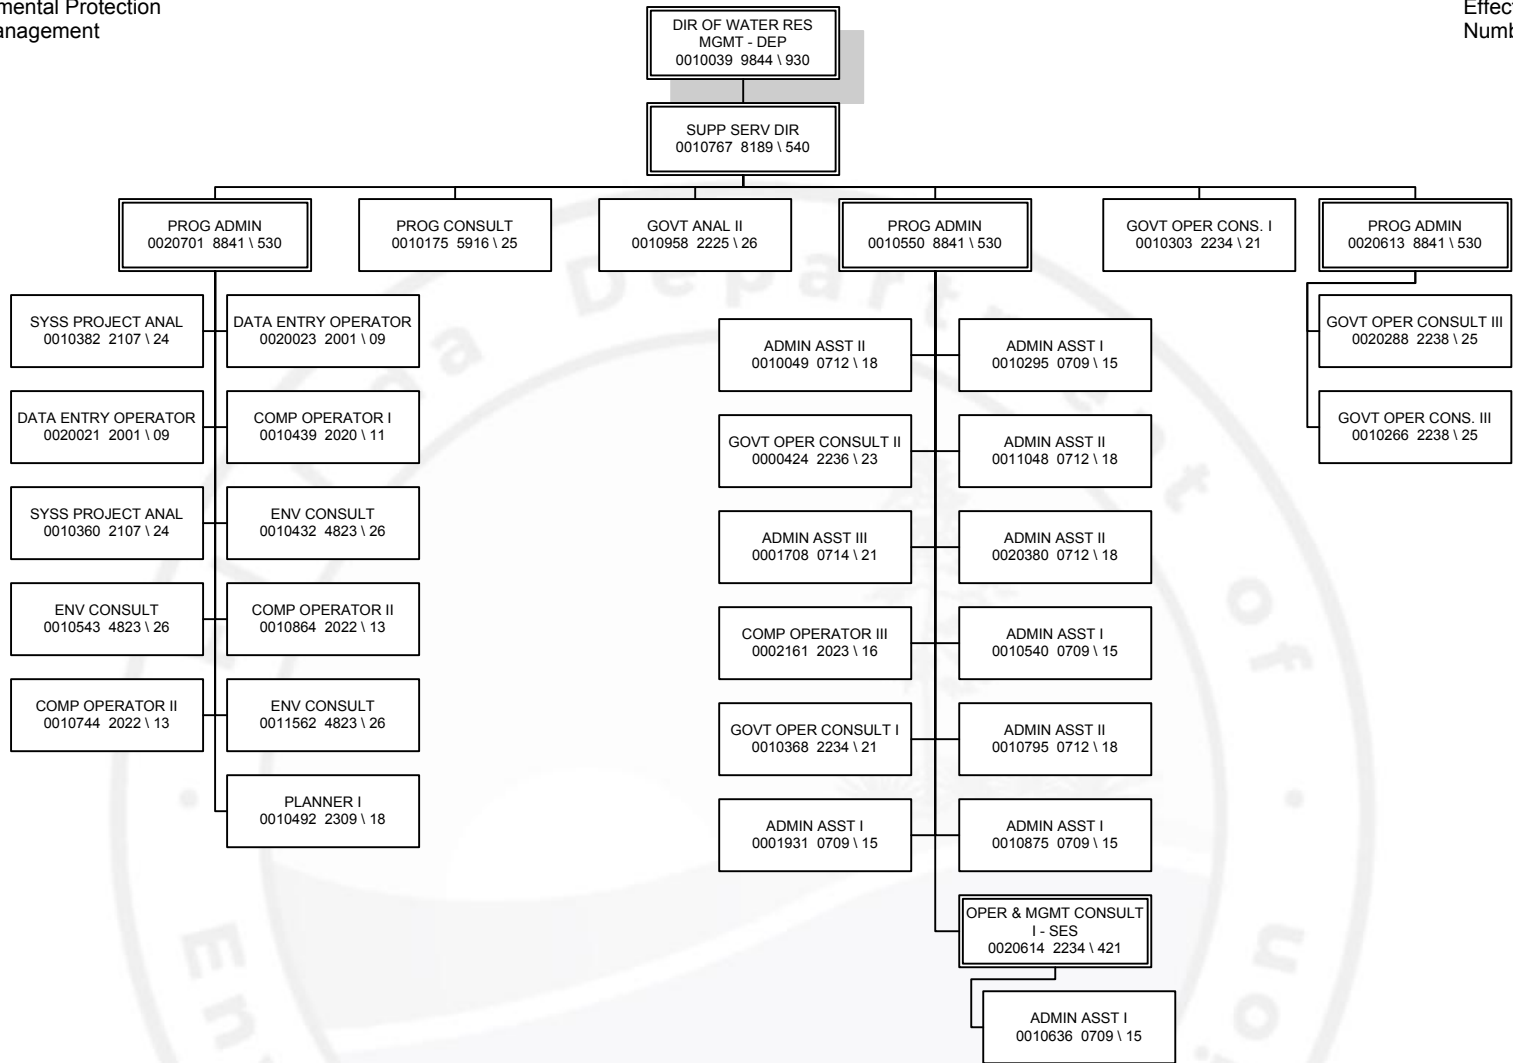 mental Protection
anagement
Effect
Numb
DIR OF WATER RES
MGMT - DEP
0010039 9844 \ 930
SUPP SERV DIR
0010767 8189 \ 540
PROG ADMIN
0020701 8841 \ 530
PROG CONSULT
0010175 5916 \ 25
GOVT ANAL II
0010958 2225 \ 26
PROG ADMIN
0010550 8841 \ 530
GOVT OPER CONS. I
0010303 2234 \ 21
PROG ADMIN
0020613 8841 \ 530
SYSS PROJECT ANAL
0010382 2107 \ 24
DATA ENTRY OPERATOR
0020023 2001 \ 09
DATA ENTRY OPERATOR
0020021 2001 \ 09
COMP OPERATOR I
0010439 2020 \ 11
SYSS PROJECT ANAL
0010360 2107 \ 24
ENV CONSULT
0010432 4823 \ 26
ENV CONSULT
0010543 4823 \ 26
COMP OPERATOR II
0010864 2022 \ 13
COMP OPERATOR II
0010744 2022 \ 13
ENV CONSULT
0011562 4823 \ 26
PLANNER I
0010492 2309 \ 18
ADMIN ASST II
0010049 0712 \ 18
ADMIN ASST I
0010295 0709 \ 15
GOVT OPER CONSULT II
0000424 2236 \ 23
ADMIN ASST II
0011048 0712 \ 18
ADMIN ASST III
0001708 0714 \ 21
ADMIN ASST II
0020380 0712 \ 18
COMP OPERATOR III
0002161 2023 \ 16
ADMIN ASST I
0010540 0709 \ 15
GOVT OPER CONSULT I
0010368 2234 \ 21
ADMIN ASST II
0010795 0712 \ 18
ADMIN ASST I
0001931 0709 \ 15
ADMIN ASST I
0010875 0709 \ 15
OPER & MGMT CONSULT
I - SES
0020614 2234 \ 421
ADMIN ASST I
0010636 0709 \ 15
GOVT OPER CONSULT III
0020288 2238 \ 25
GOVT OPER CONS. III
0010266 2238 \ 25
Department of